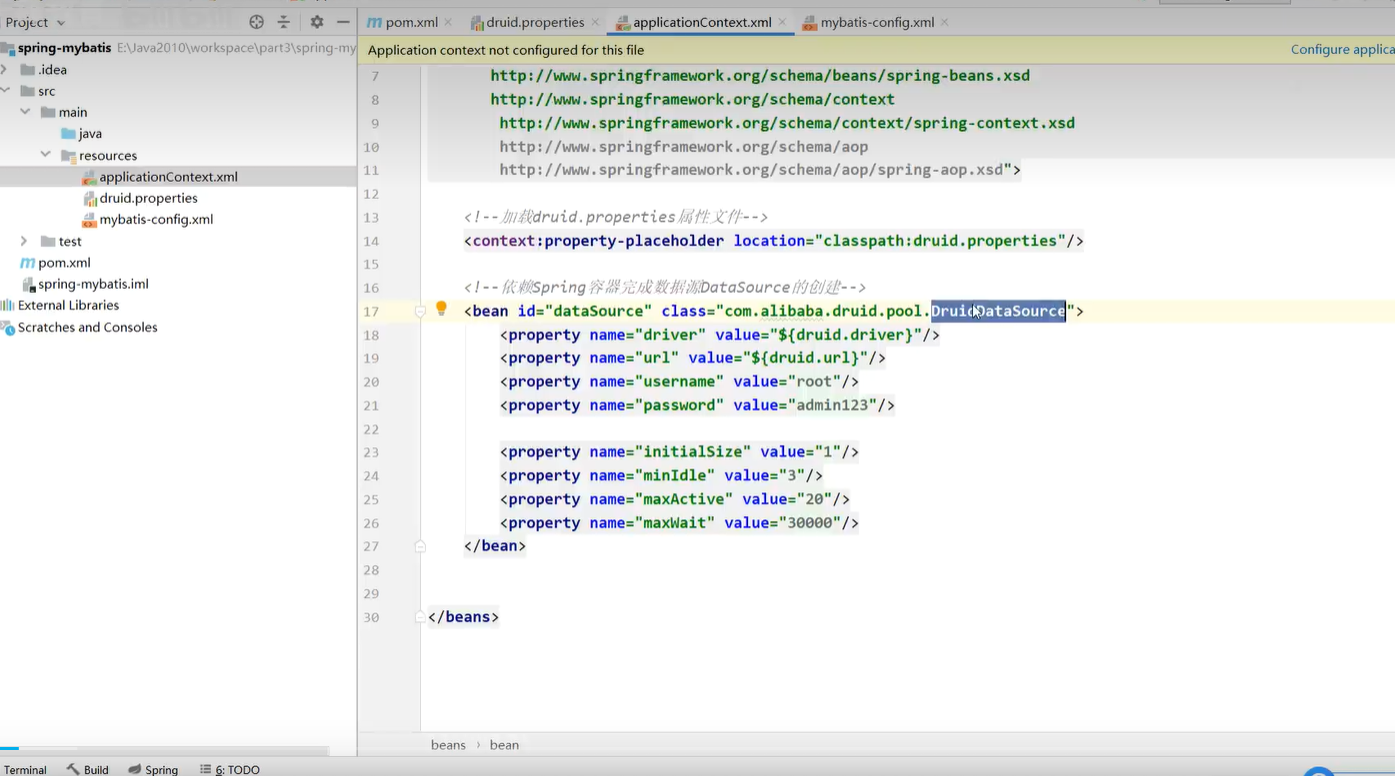 Project
spring-mybatis E:\Java2010\workspace\part3\spring-my
.idea
src
main
java
resources
applicationContext.xml
druid.properties
mybatis-config.xml
test
pom.xml
spring-mybatis.iml
External Libraries
Scratches and Consoles
pom.xml druid.properties applicationContext.xml mybatis-config.xml
Application context not configured for this file Configure applica
7 http://www.springframework.org/schema/beans/spring-beans.xsd
8 http://www.springframework.org/schema/context
9 http://www.springframework.org/schema/context/spring-context.xsd
10 http://www.springframework.org/schema/aop
11 http://www.springframework.org/schema/aop/spring-aop.xsd">
12
13 <!--加载druid.properties属性文件-->
14 <context:property-placeholder location="classpath:druid.properties"/>
15
16 <!--依赖Spring容器完成数据源DataSource的创建-->
17 <bean id="dataSource" class="com.alibaba.druid.pool.DruidDataSource">
18 <property name="driver" value="${druid.driver}"/>
19 <property name="url" value="${druid.url}"/>
20 <property name="username" value="root"/>
21 <property name="password" value="admin123"/>
22
23 <property name="initialSize" value="1"/>
24 <property name="minIdle" value="3"/>
25 <property name="maxActive" value="20"/>
26 <property name="maxWait" value="30000"/>
27 </bean>
28
29
30 </beans>
beans › bean
Terminal Build Spring 6: TODO